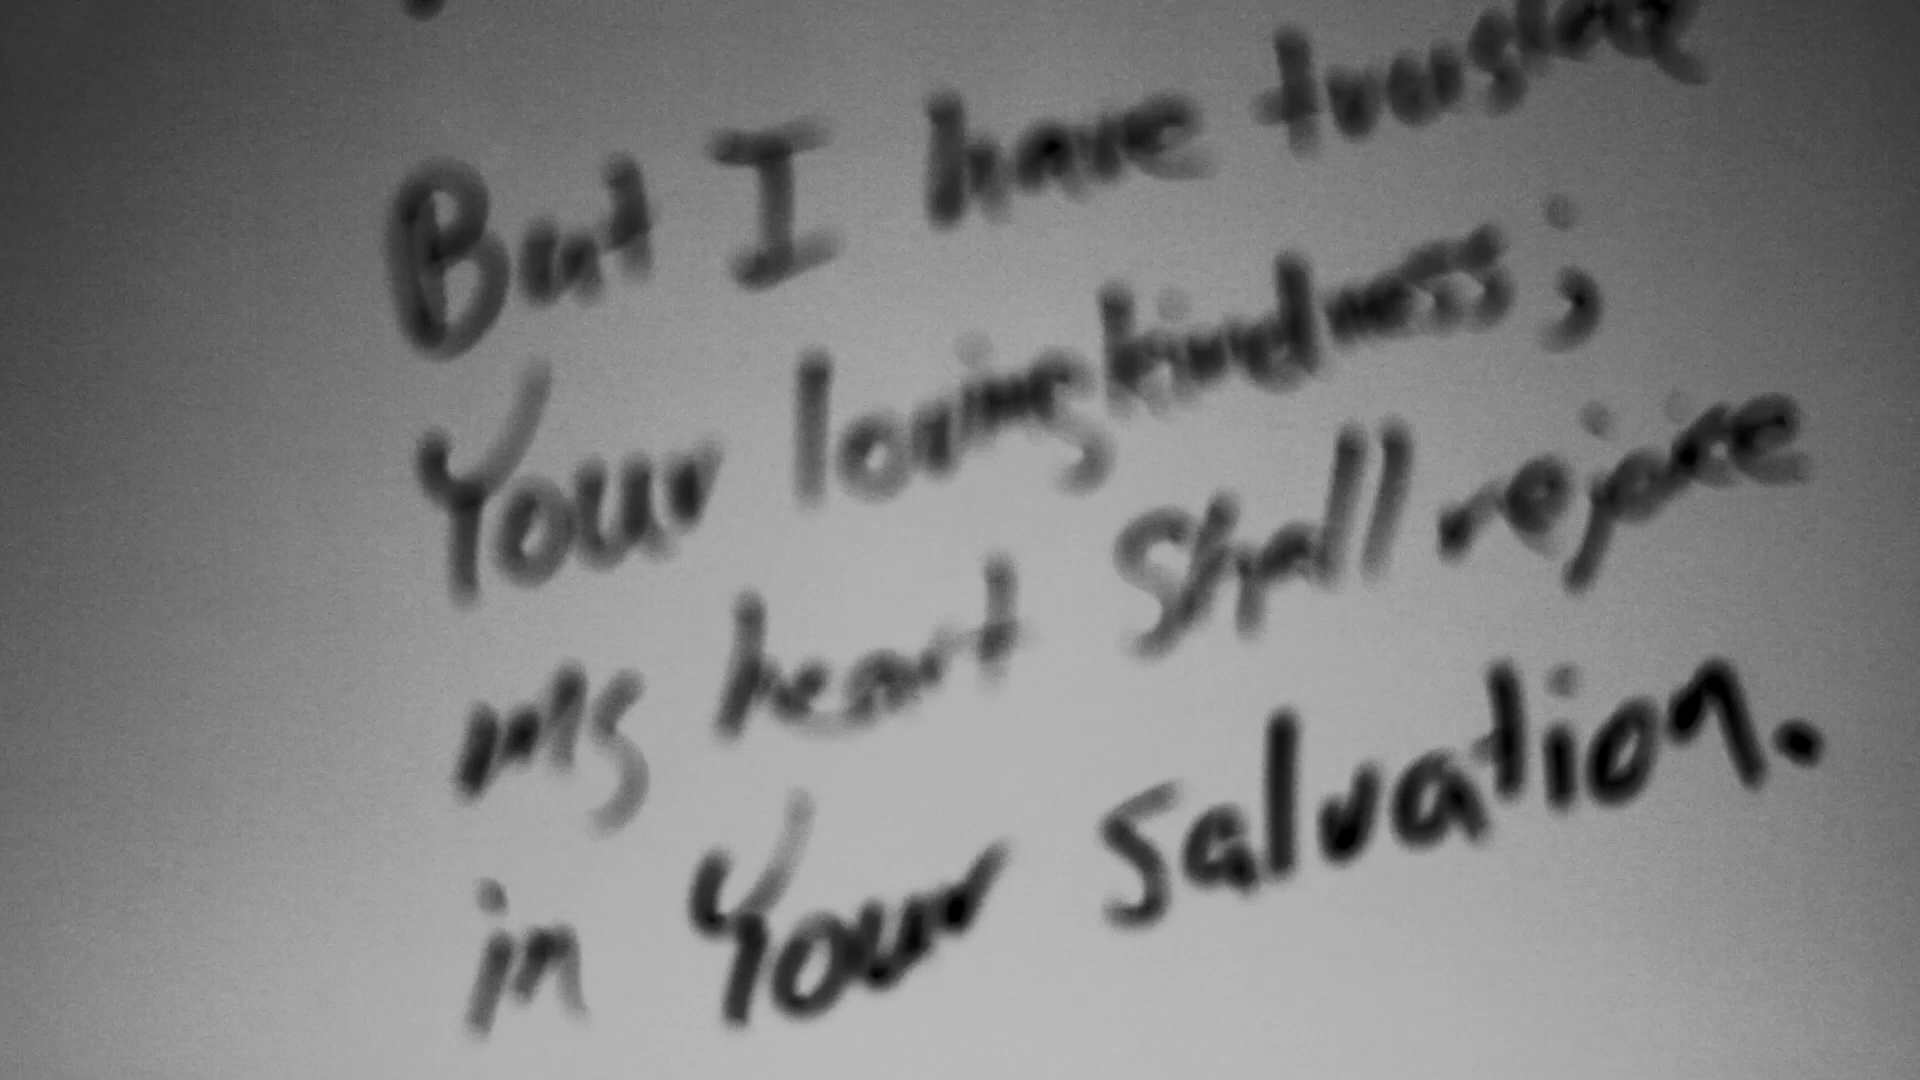 But I have
Your lovingkindness;
my heart Shall rejoice
in Your Salvation.